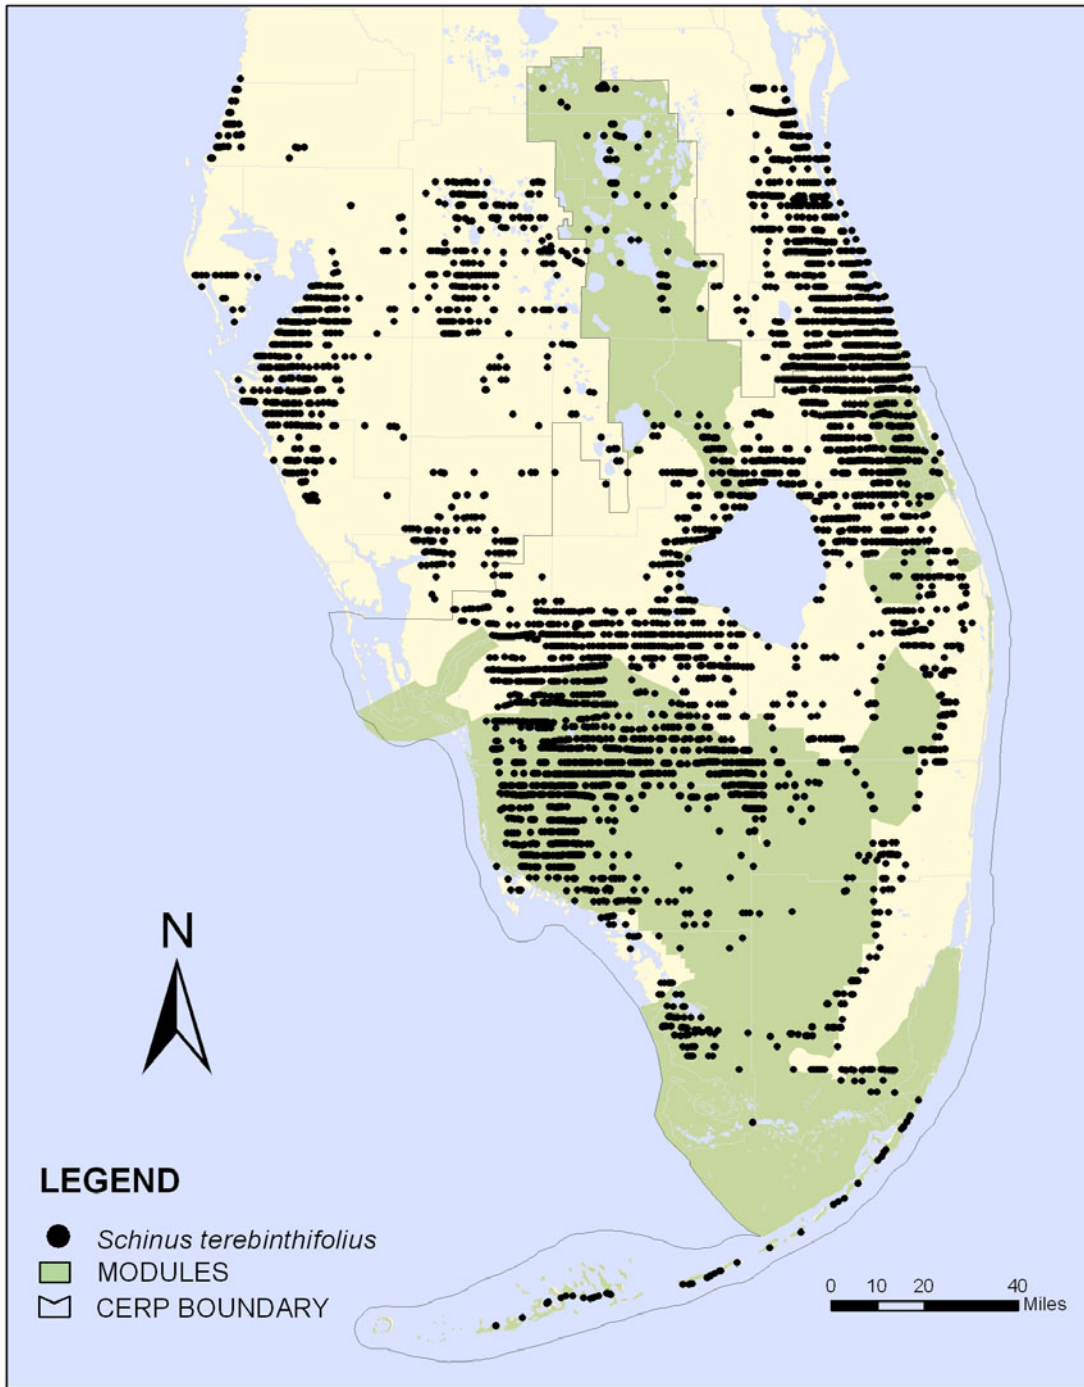 N
LEGEND
Schinus terebinthifolius
MODULES
CERP BOUNDARY
0 10 20 40
Miles